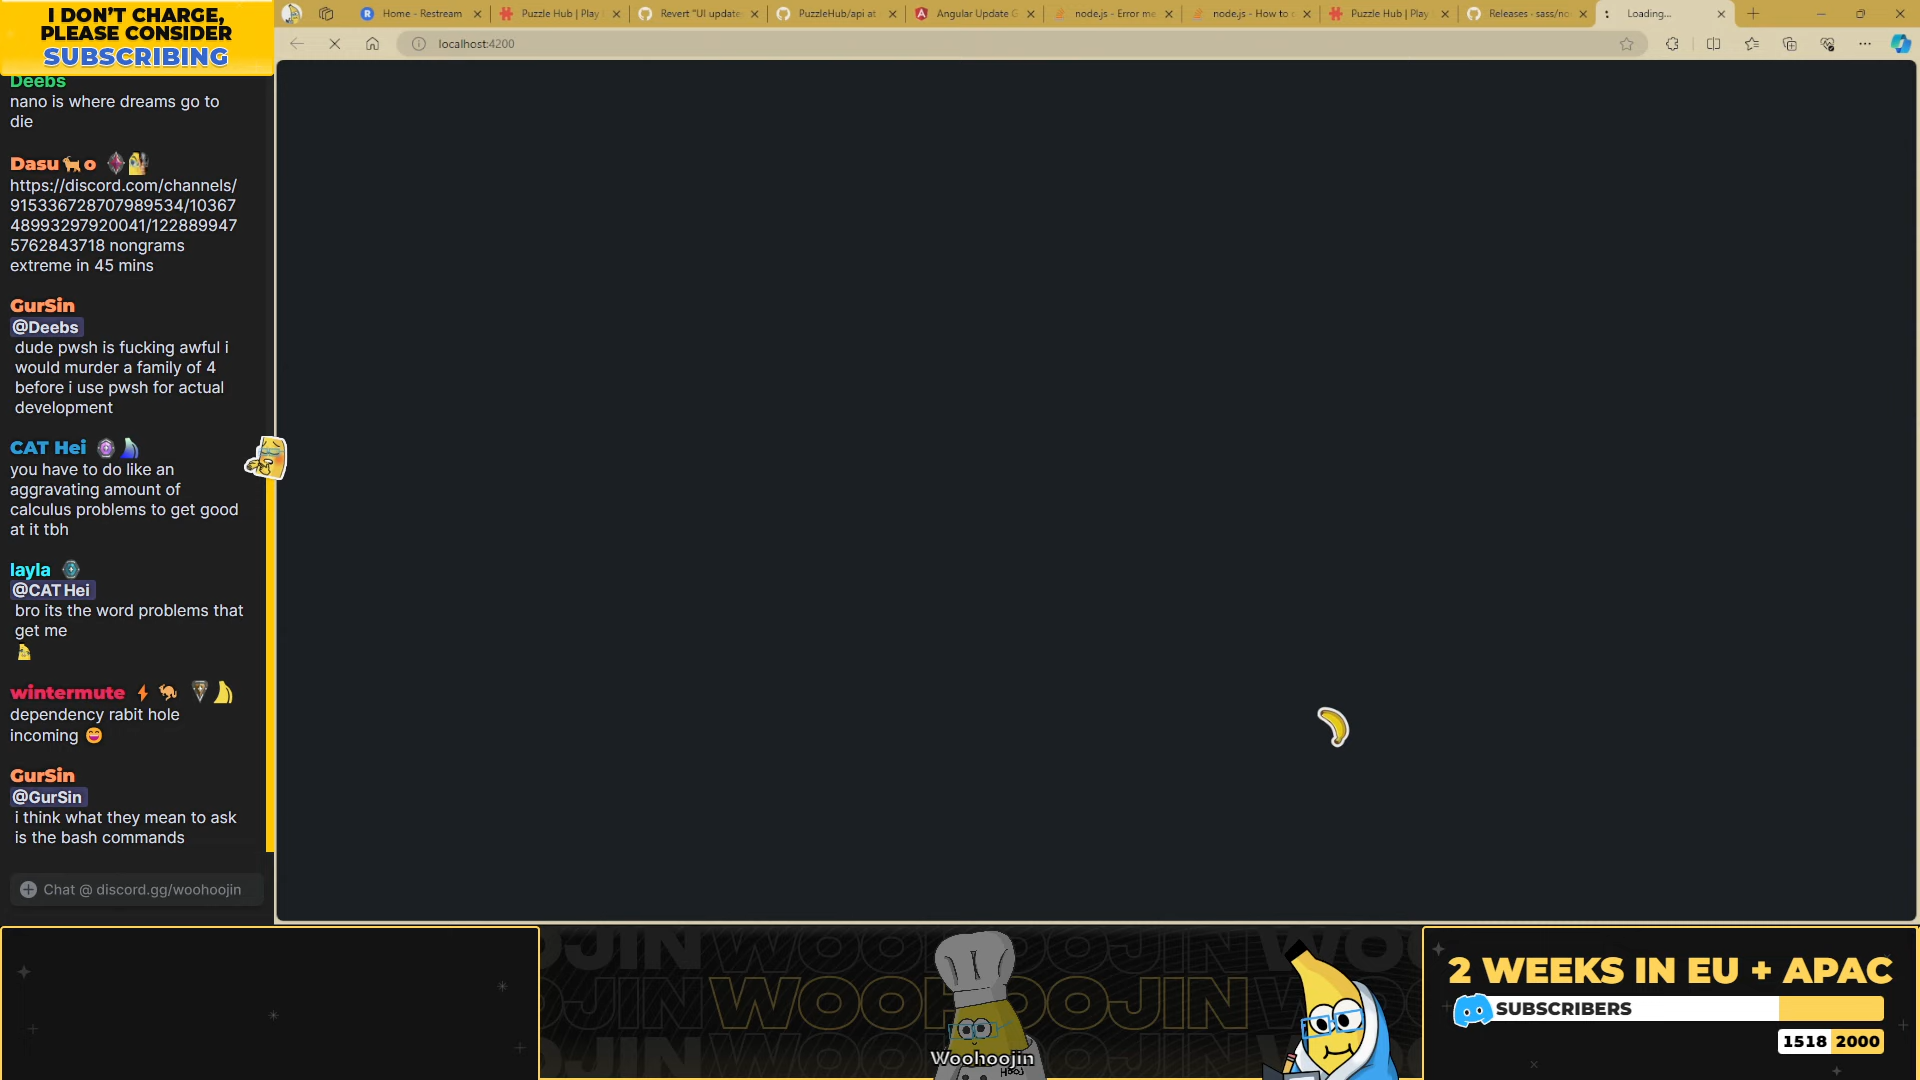 I DON'T CHARGE,
PLEASE CONSIDER
SUBSCRIBING
Home - Restream
Puzzle Hub | Play
Revert "UI update
PuzzleHub/api at
Angular Update G
node.js - Error me
node.js - How to
Puzzle Hub | Play
Releases - sass/no
Loading...
localhost:4200
Deebs
nano is where dreams go to
die
Dasu o
https://discord.com/channels/
915336728707989534/10367
48993297920041/122889947
5762843718 nongrams
extreme in 45 mins
GurSin
@Deebs
dude pwsh is fucking awful i
would murder a family of 4
before i use pwsh for actual
development
CAT Hei
you have to do like an
aggravating amount of
calculus problems to get good
at it tbh
layla
@CAT Hei
bro its the word problems that
get me
wintermute
dependency rabit hole
incoming
GurSin
@GurSin
i think what they mean to ask
is the bash commands
Chat @ discord.gg/woohoojin
WOOHOOJIN
Woohoojin
2 WEEKS IN EU + APAC
SUBSCRIBERS
1518 2000